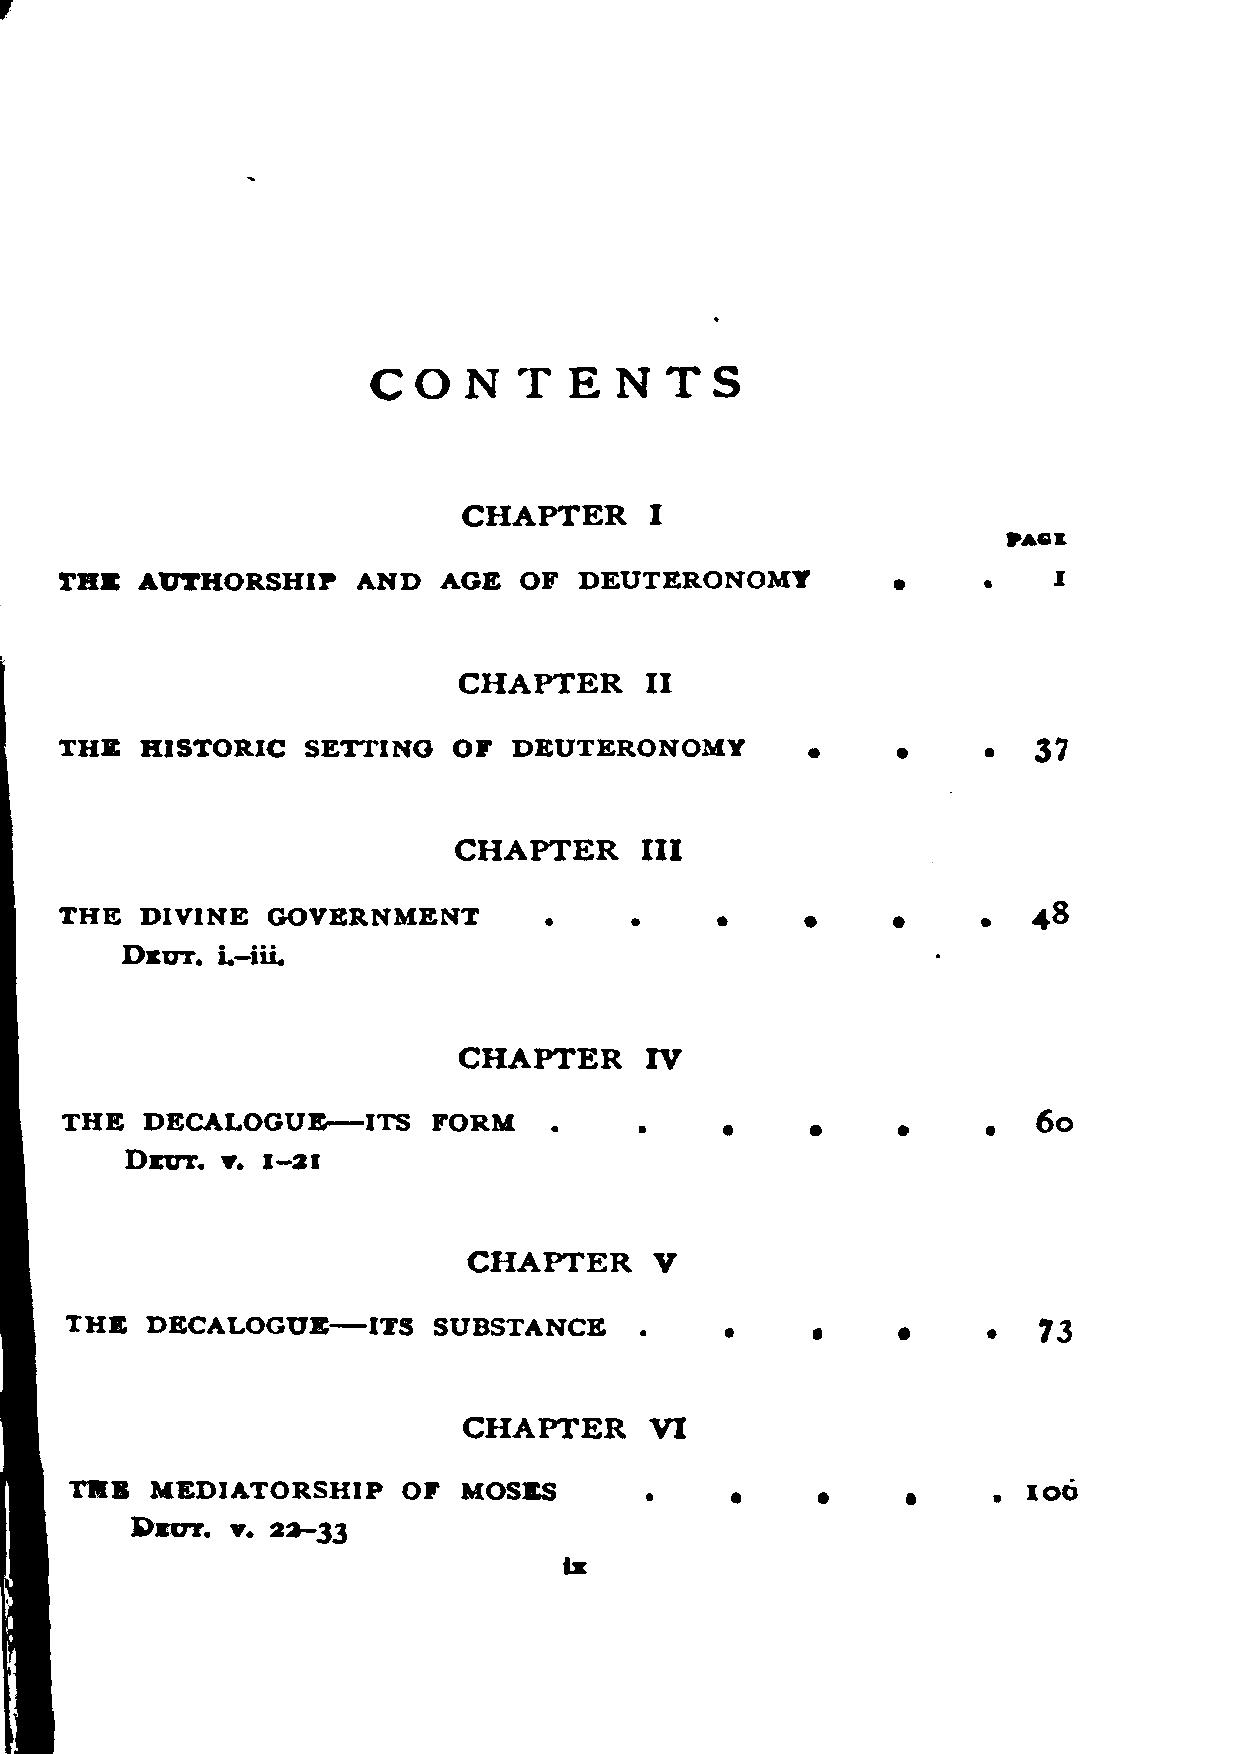 CONTENTS
CHAPTER I
PAGE
THE AUTHORSHIP AND AGE OF DEUTERONOMY . . 1
CHAPTER II
THE HISTORIC SETTING OF DEUTERONOMY . . . 37
CHAPTER III
THE DIVINE GOVERNMENT . . . . . . 48
DEUT. i.–iii.
CHAPTER IV
THE DECALOGUE—ITS FORM . . . . . . 60
DEUT. v. 1–21
CHAPTER V
THE DECALOGUE—ITS SUBSTANCE . . . . . 73
CHAPTER VI
THE MEDIATORSHIP OF MOSES . . . . . 106
DEUT. v. 22–33
ix